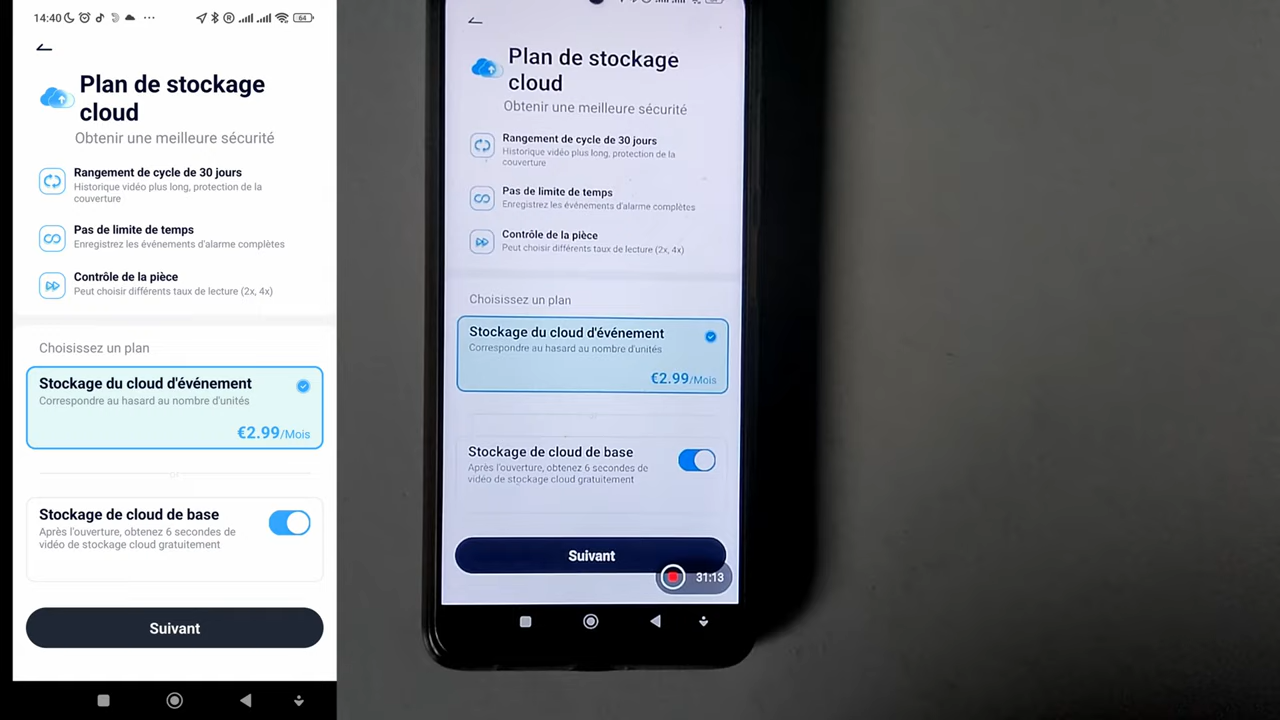 14:40
64
Plan de stockage
cloud
Obtenir une meilleure sécurité
Rangement de cycle de 30 jours
Historique vidéo plus long, protection de la
couverture
Pas de limite de temps
Enregistrez les événements d'alarme complètes
Contrôle de la pièce
Peut choisir différents taux de lecture (2x, 4x)
Choisissez un plan
Stockage du cloud d'événement
Correspondre au hasard au nombre d'unités
€2.99/Mois
or
Stockage de cloud de base
Après l'ouverture, obtenez 6 secondes de
vidéo de stockage cloud gratuitement
Suivant
Plan de stockage
cloud
Obtenir une meilleure sécurité
Rangement de cycle de 30 jours
Historique vidéo plus long, protection de la
couverture
Pas de limite de temps
Enregistrez les événements d'alarme complètes
Contrôle de la pièce
Peut choisir différents taux de lecture (2x, 4x)
Choisissez un plan
Stockage du cloud d'événement
Correspondre au hasard au nombre d'unités
€2.99/Mois
Stockage de cloud de base
Après l'ouverture, obtenez 6 secondes de
vidéo de stockage cloud gratuitement
Suivant
31:13